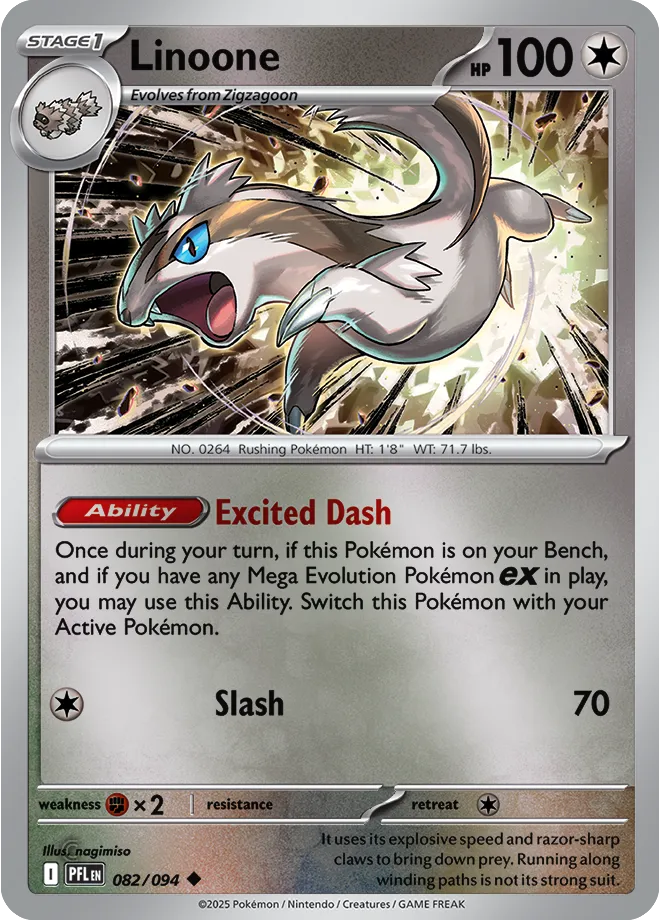 STAGE1
Linoone
HP 100
Evolves from Zigzagoon
NO. 0264 Rushing Pokémon HT: 1'8" WT: 71.7 lbs.
Ability Excited Dash
Once during your turn, if this Pokémon is on your Bench,
and if you have any Mega Evolution Pokémon ex in play,
you may use this Ability. Switch this Pokémon with your
Active Pokémon.
Slash 70
weakness ×2 resistance retreat
Illus. nagimiso
It uses its explosive speed and razor-sharp
claws to bring down prey. Running along
winding paths is not its strong suit.
I PFL EN 082/094
©2025 Pokémon / Nintendo / Creatures / GAME FREAK